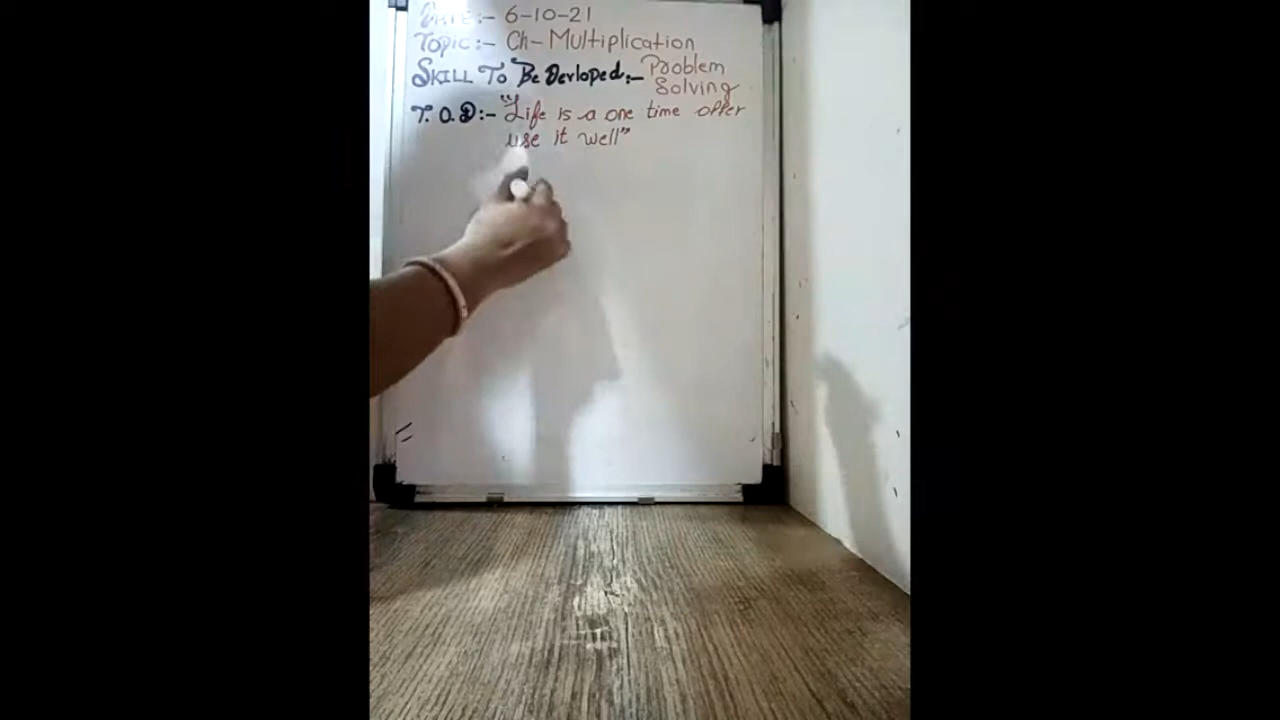 DATE:- 6-10-21
Topic:- Ch- Multiplication
SKILL To Be Devloped:- Problem
Solving
T.O.D:- "Life is a one time offer
use it well"